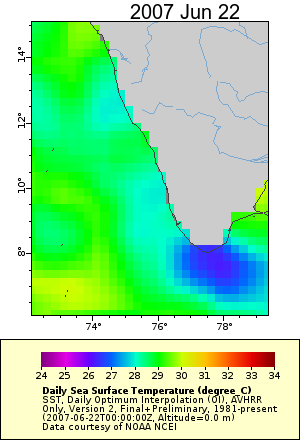 2007 Jun 22
14°
12°
10°
8°
74°
76°
78°
24 25 26 27 28 29 30 31 32 33 34
Daily Sea Surface Temperature (degree_C)
SST, Daily Optimum Interpolation (OI), AVHRR
Only, Version 2, Final+Preliminary, 1981-present
(2007-06-22T00:00:00Z, Altitude=0.0 m)
Data courtesy of NOAA NCEI